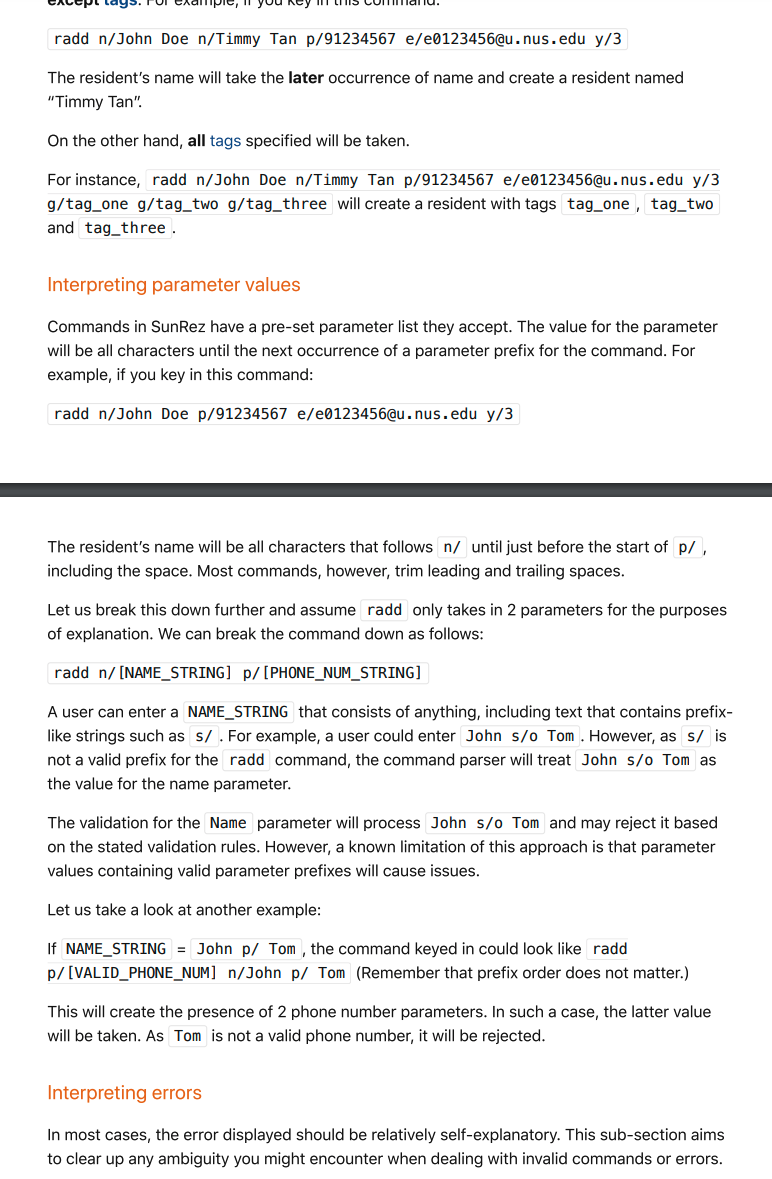 except tags. For example, if you key in this command:
radd n/John Doe n/Timmy Tan p/91234567 e/e0123456@u.nus.edu y/3
The resident’s name will take the later occurrence of name and create a resident named
“Timmy Tan”.
On the other hand, all tags specified will be taken.
For instance, radd n/John Doe n/Timmy Tan p/91234567 e/e0123456@u.nus.edu y/3
g/tag_one g/tag_two g/tag_three will create a resident with tags tag_one , tag_two
and tag_three .
Interpreting parameter values
Commands in SunRez have a pre-set parameter list they accept. The value for the parameter
will be all characters until the next occurrence of a parameter prefix for the command. For
example, if you key in this command:
radd n/John Doe p/91234567 e/e0123456@u.nus.edu y/3
The resident’s name will be all characters that follows n/ until just before the start of p/ ,
including the space. Most commands, however, trim leading and trailing spaces.
Let us break this down further and assume radd only takes in 2 parameters for the purposes
of explanation. We can break the command down as follows:
radd n/[NAME_STRING] p/[PHONE_NUM_STRING]
A user can enter a NAME_STRING that consists of anything, including text that contains prefix-
like strings such as s/ . For example, a user could enter John s/o Tom . However, as s/ is
not a valid prefix for the radd command, the command parser will treat John s/o Tom as
the value for the name parameter.
The validation for the Name parameter will process John s/o Tom and may reject it based
on the stated validation rules. However, a known limitation of this approach is that parameter
values containing valid parameter prefixes will cause issues.
Let us take a look at another example:
If NAME_STRING = John p/ Tom , the command keyed in could look like radd
p/[VALID_PHONE_NUM] n/John p/ Tom (Remember that prefix order does not matter.)
This will create the presence of 2 phone number parameters. In such a case, the latter value
will be taken. As Tom is not a valid phone number, it will be rejected.
Interpreting errors
In most cases, the error displayed should be relatively self-explanatory. This sub-section aims
to clear up any ambiguity you might encounter when dealing with invalid commands or errors.